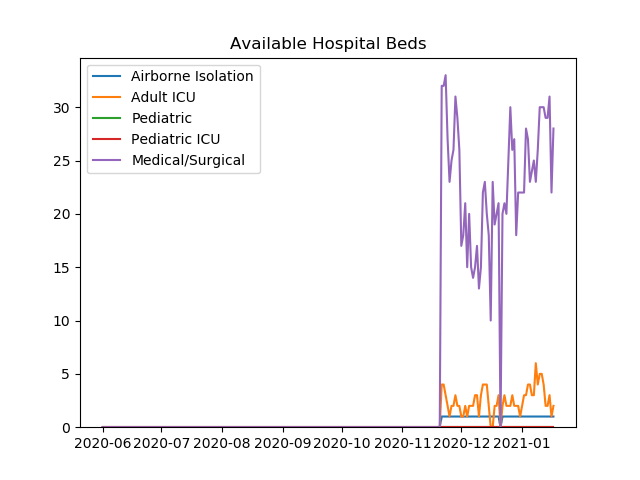 Available Hospital Beds
Airborne Isolation
Adult ICU
Pediatric
Pediatric ICU
Medical/Surgical
30
25
20
15
10
5
0
2020-06 2020-07 2020-08 2020-09 2020-10 2020-11 2020-12 2021-01